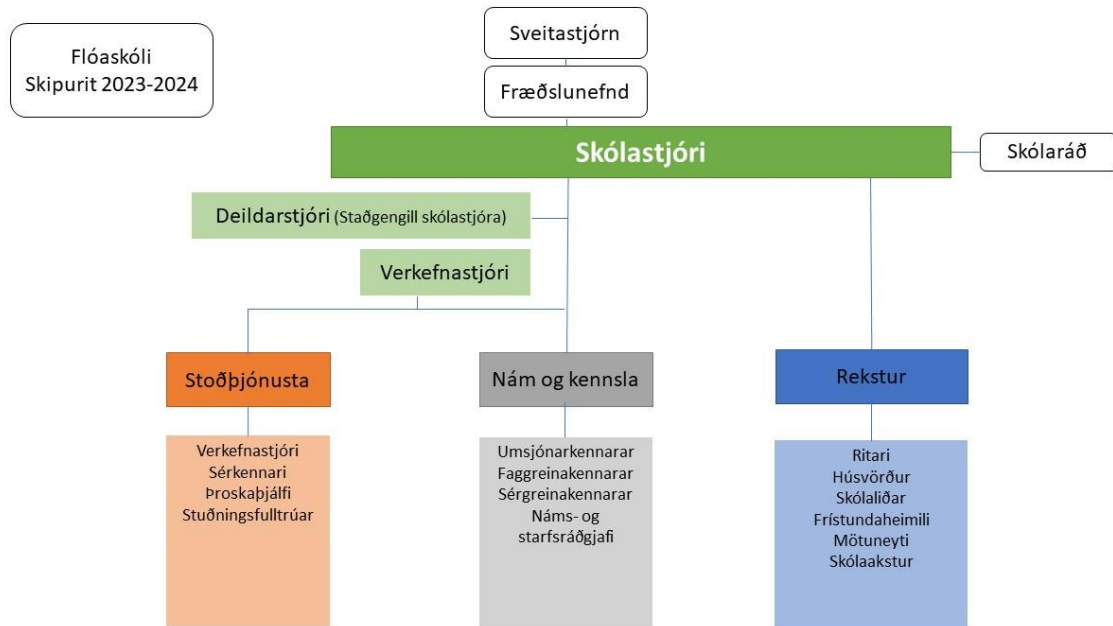 Flóaskóli
Skipurit 2023-2024
Sveitastjórn
Fræðslunefnd
Skólastjóri
Skólaráð
Deildarstjóri (Staðgengill skólastjóra)
Verkefnastjóri
Stoðþjónusta
Nám og kennsla
Rekstur
Verkefnastjóri
Sérkennari
Þroskaþjálfi
Stuðningsfulltrúar
Umsjónarkennarar
Faggreinakennarar
Sérgreinakennarar
Náms- og
starfsráðgjafi
Ritari
Húsvörður
Skólaliðar
Frístundaheimili
Mötuneyti
Skólaakstur